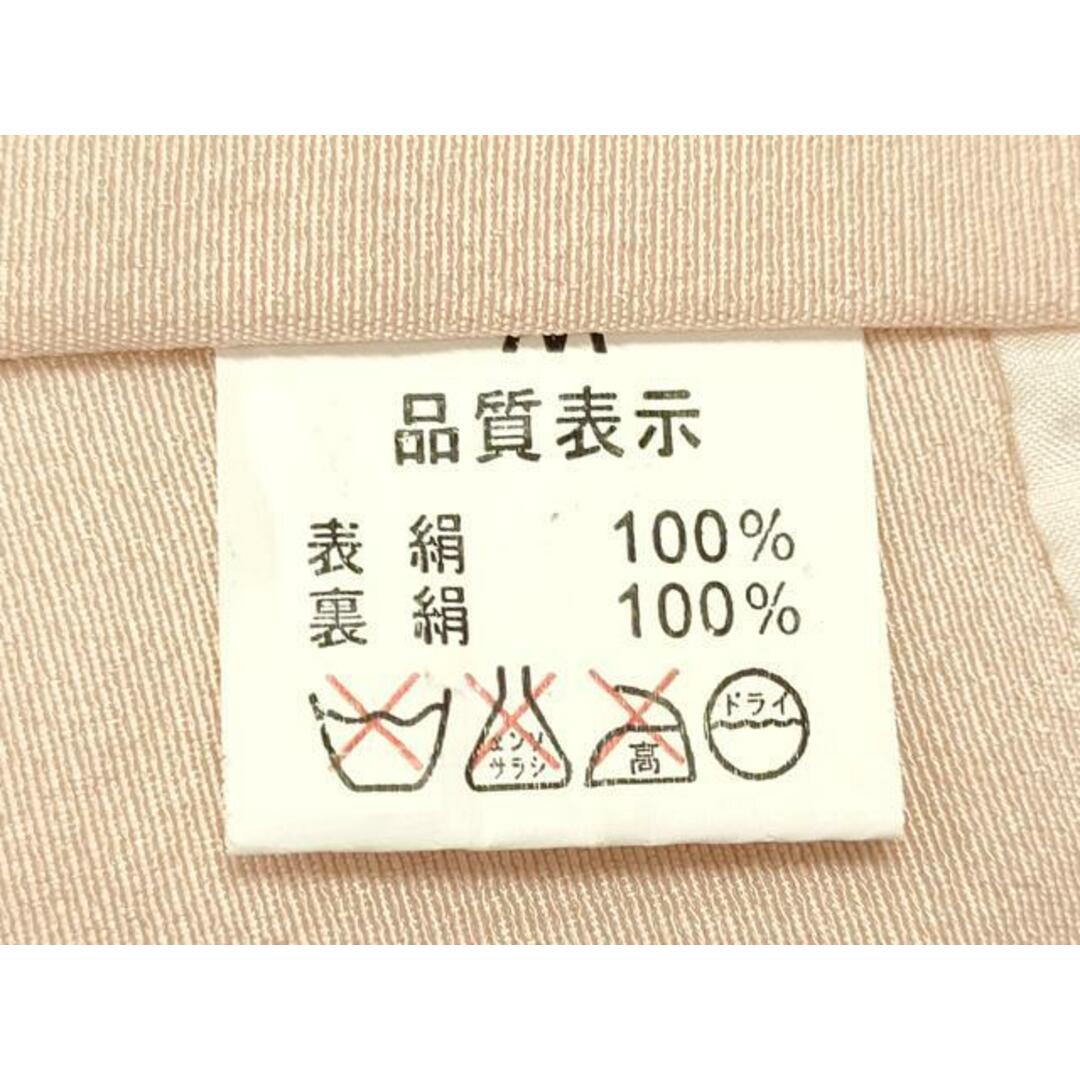 M
品質表示
表 絹 100%
裏 絹 100%
エンソ
サラシ
高
ドライ